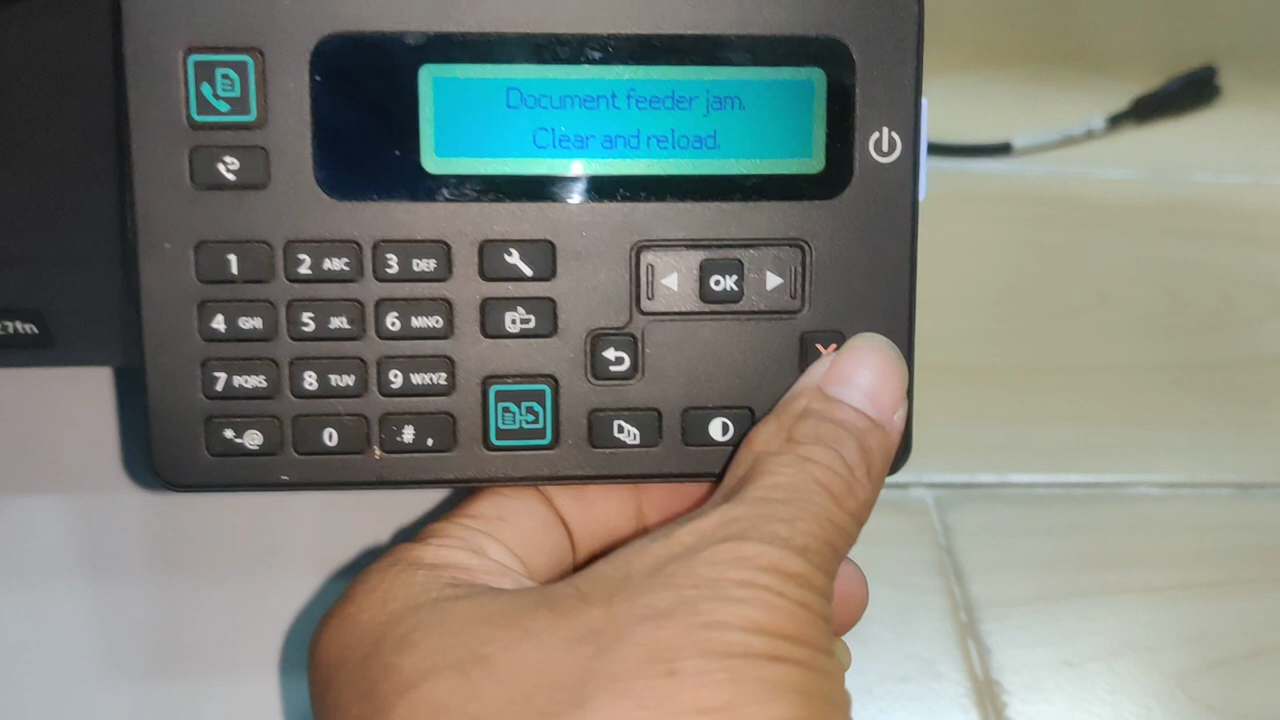 Document feeder jam.
Clear and reload.
1 2 ABC 3 DEF
OK
4 GHI 5 JKL 6 MNO
7 PQRS 8 TUV 9 WXYZ
*-@ 0 .# ,
7fn